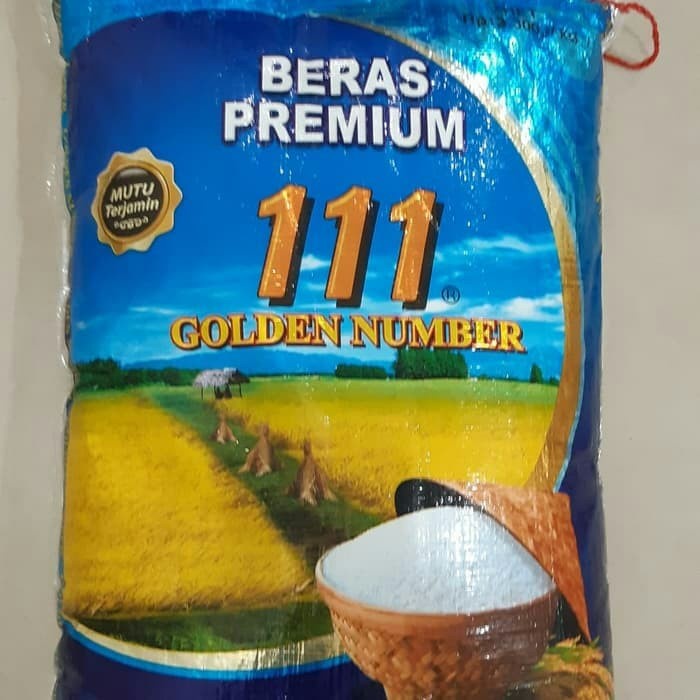 BERAS
PREMIUM
MUTU
Terjamin
111
®
GOLDEN NUMBER